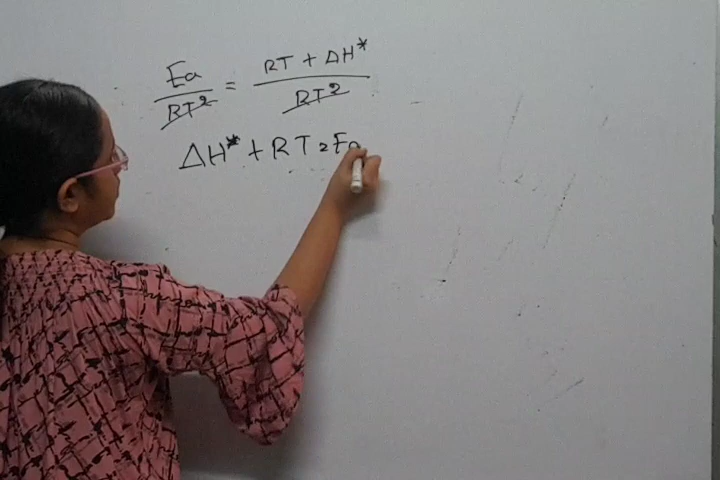 Ea/RT² = RT + ΔH*/RT²
ΔH* + RT = Ea